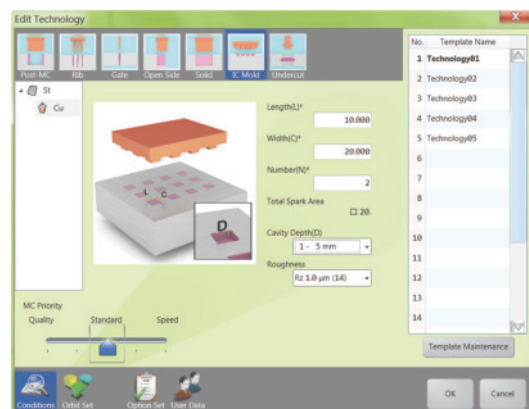 Edit Technology
Post-MC
Rib
Gate
Open Side
Solid
IC Mold
Undercut
St
Cu
L
C
D
Length(L)*
10.000
Width(C)*
20.000
Number(N)*
2
Total Spark Area
□ 20.
Cavity Depth(D)
1 - 5 mm
Roughness
Rz 1.0 µm (14)
MC Priority
Quality
Standard
Speed
Conditions
Orbit Set
Option Set
User Data
No. Template Name
1 Technology01
2 Technology02
3 Technology03
4 Technology04
5 Technology05
6
7
8
9
10
11
12
13
14
Template Maintenance
OK
Cancel